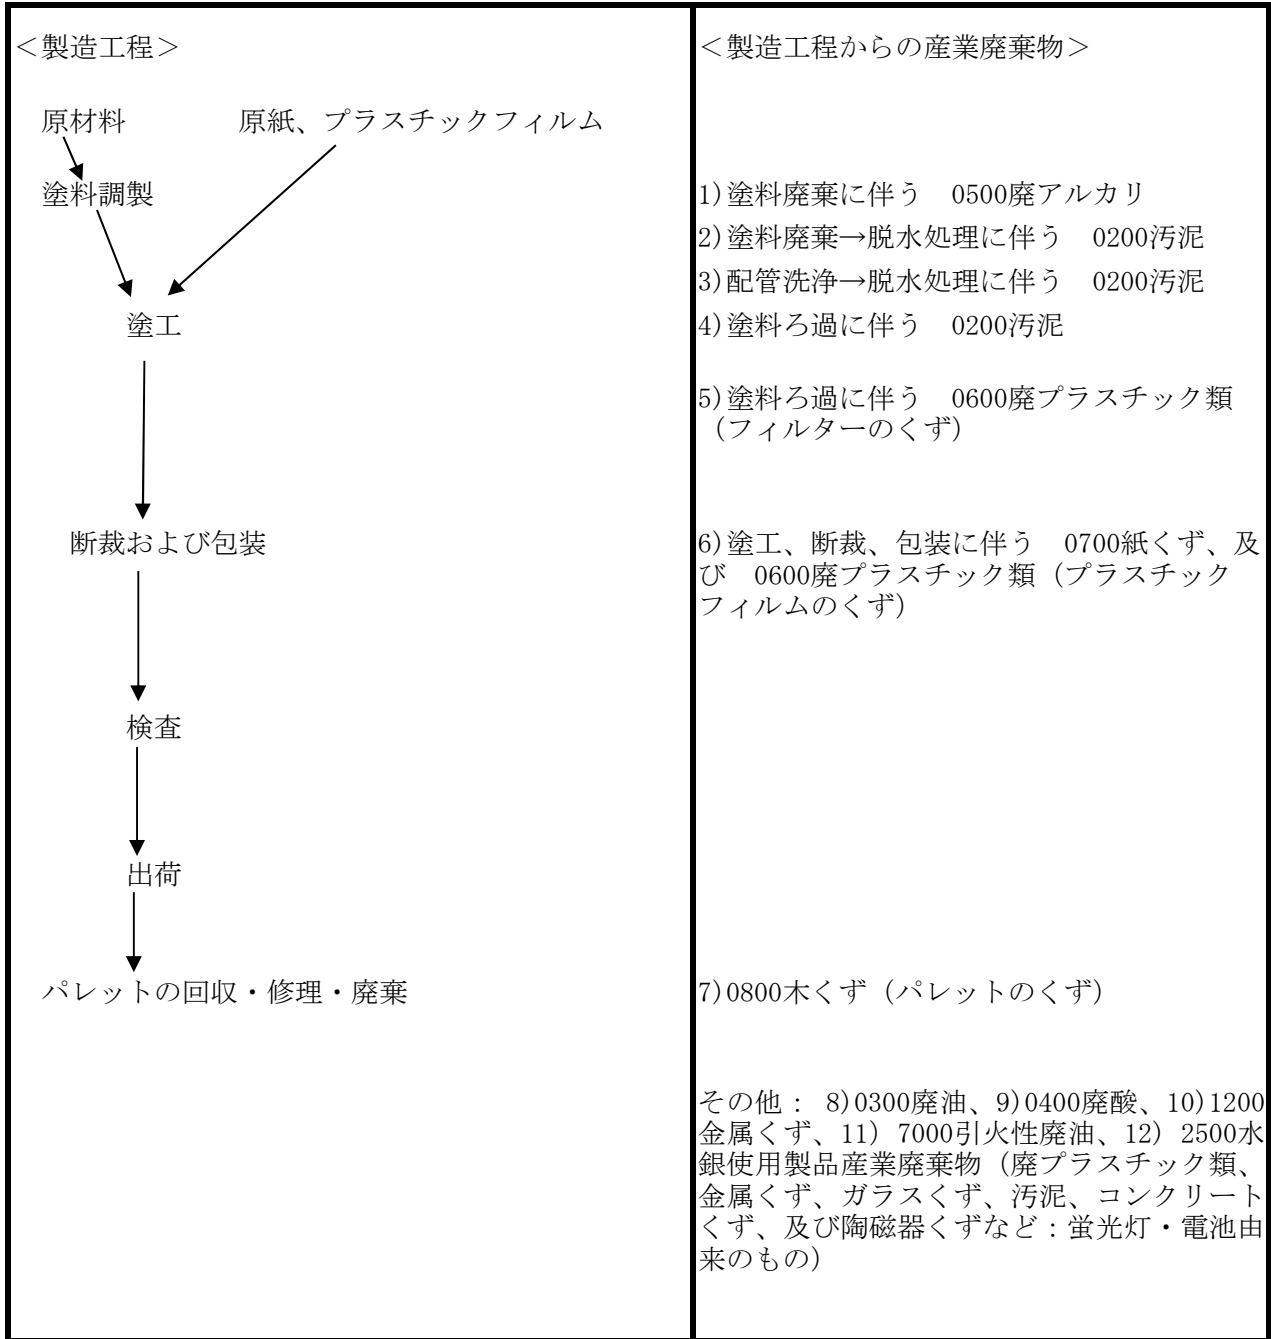 ＜製造工程＞
原材料　　　　原紙、プラスチックフィルム
塗料調製
塗工
断裁および包装
検査
出荷
パレットの回収・修理・廃棄
＜製造工程からの産業廃棄物＞
1)塗料廃棄に伴う　0500廃アルカリ
2)塗料廃棄→脱水処理に伴う　0200汚泥
3)配管洗浄→脱水処理に伴う　0200汚泥
4)塗料ろ過に伴う　0200汚泥
5)塗料ろ過に伴う　0600廃プラスチック類
（フィルターのくず）
6)塗工、断裁、包装に伴う　0700紙くず、及
び　0600廃プラスチック類（プラスチック
フィルムのくず）
7)0800木くず（パレットのくず）
その他： 8)0300廃油、9)0400廃酸、10)1200
金属くず、11) 7000引火性廃油、12) 2500水
銀使用製品産業廃棄物（廃プラスチック類、
金属くず、ガラスくず、汚泥、コンクリート
くず、及び陶磁器くずなど：蛍光灯・電池由
来のもの）